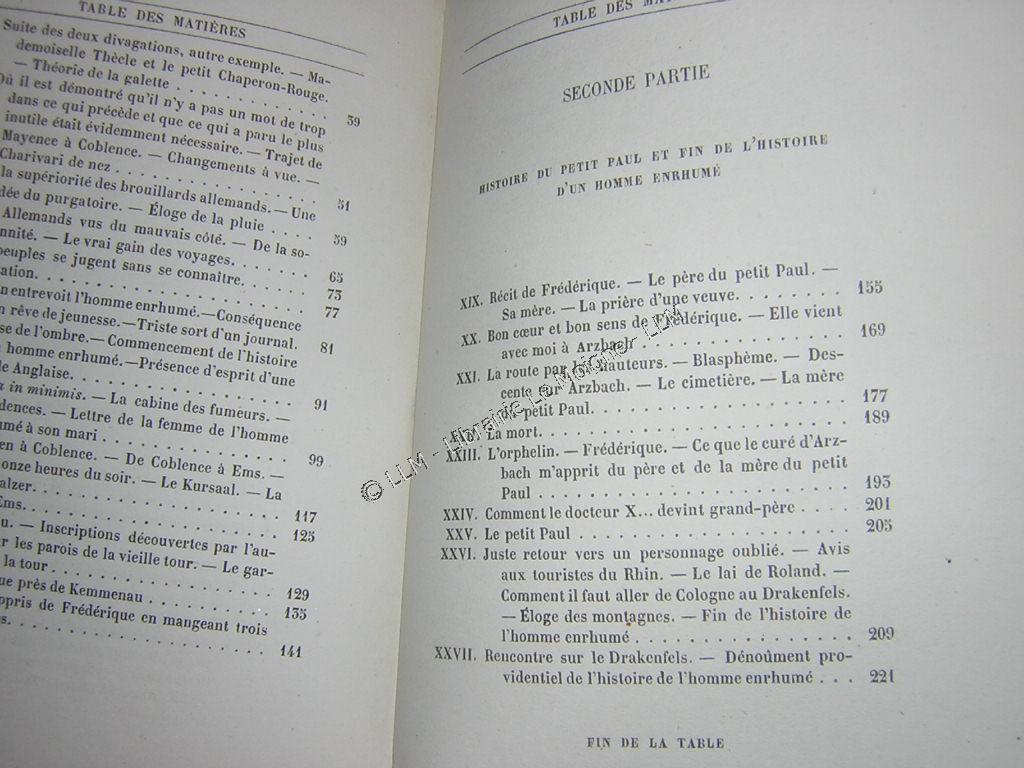 TABLE DES MATIÈRES
Suite des deux divagations, autre exemple. — Ma-
demoiselle Thècle et le petit Chaperon-Rouge.
— Théorie de la galette . . . . . . . . . . . . 39
Où il est démontré qu'il n'y a pas un mot de trop
dans ce qui précède et que ce qui a paru le plus
inutile était évidemment nécessaire. — Trajet de
Mayence à Coblence. — Changements à vue. —
Charivari de nez . . . . . . . . . . . . . . 51
la supériorité des brouillards allemands. — Une
dée du purgatoire. — Éloge de la pluie . . . . 59
Allemands vus du mauvais côté. — De la so-
nnité. — Le vrai gain des voyages. . . . . . . 65
peuples se jugent sans se connaître. . . . . . 73
ation. . . . . . . . . . . . . . . . . . . 77
n entrevoit l'homme enrhumé. — Conséquence
n rêve de jeunesse. — Triste sort d'un journal. 81
se de l'ombre. — Commencement de l'histoire
homme enrhumé. — Présence d'esprit d'une
e Anglaise. . . . . . . . . . . . . . . . . 91
a in minimis. — La cabine des fumeurs. —
dences. — Lettre de la femme de l'homme
umé à son mari . . . . . . . . . . . . . . 99
en à Coblence. — De Coblence à Ems. —
onze heures du soir. — Le Kursaal. — La
alzer. . . . . . . . . . . . . . . . . . . 117
Ems. . . . . . . . . . . . . . . . . . . . 125
u. — Inscriptions découvertes par l'au-
r les parois de la vieille tour. — Le gar-
la tour . . . . . . . . . . . . . . . . . 129
ue près de Kemmenau . . . . . . . . . . . 135
ppris de Frédérique en mangeant trois
s. . . . . . . . . . . . . . . . . . . . . 141
TABLE DES MA
SECONDE PARTIE
HISTOIRE DU PETIT PAUL ET FIN DE L'HISTOIRE
D'UN HOMME ENRHUMÉ
XIX. Récit de Frédérique. — Le père du petit Paul. —
Sa mère. — La prière d'une veuve. . . . . . . . 155
XX. Bon cœur et bon sens de Frédérique. — Elle vient
avec moi à Arzbach . . . . . . . . . . . . . 169
XXI. La route par les hauteurs. — Blasphème. — Des-
cente sur Arzbach. — Le cimetière. — La mère
du petit Paul. . . . . . . . . . . . . . . . 177
XXII. La mort. . . . . . . . . . . . . . . . . . 189
XXIII. L'orphelin. — Frédérique. — Ce que le curé d'Arz-
bach m'apprit du père et de la mère du petit
Paul . . . . . . . . . . . . . . . . . . . 193
XXIV. Comment le docteur X... devint grand-père . . . . 201
XXV. Le petit Paul . . . . . . . . . . . . . . . 205
XXVI. Juste retour vers un personnage oublié. — Avis
aux touristes du Rhin. — Le lai de Roland. —
Comment il faut aller de Cologne au Drakenfels.
— Éloge des montagnes. — Fin de l'histoire de
l'homme enrhumé . . . . . . . . . . . . . . 209
XXVII. Rencontre sur le Drakenfels. — Dénoûment pro-
videntiel de l'histoire de l'homme enrhumé . . . 221
FIN DE LA TABLE
© LLM - Librairie Le Moigne- LLM